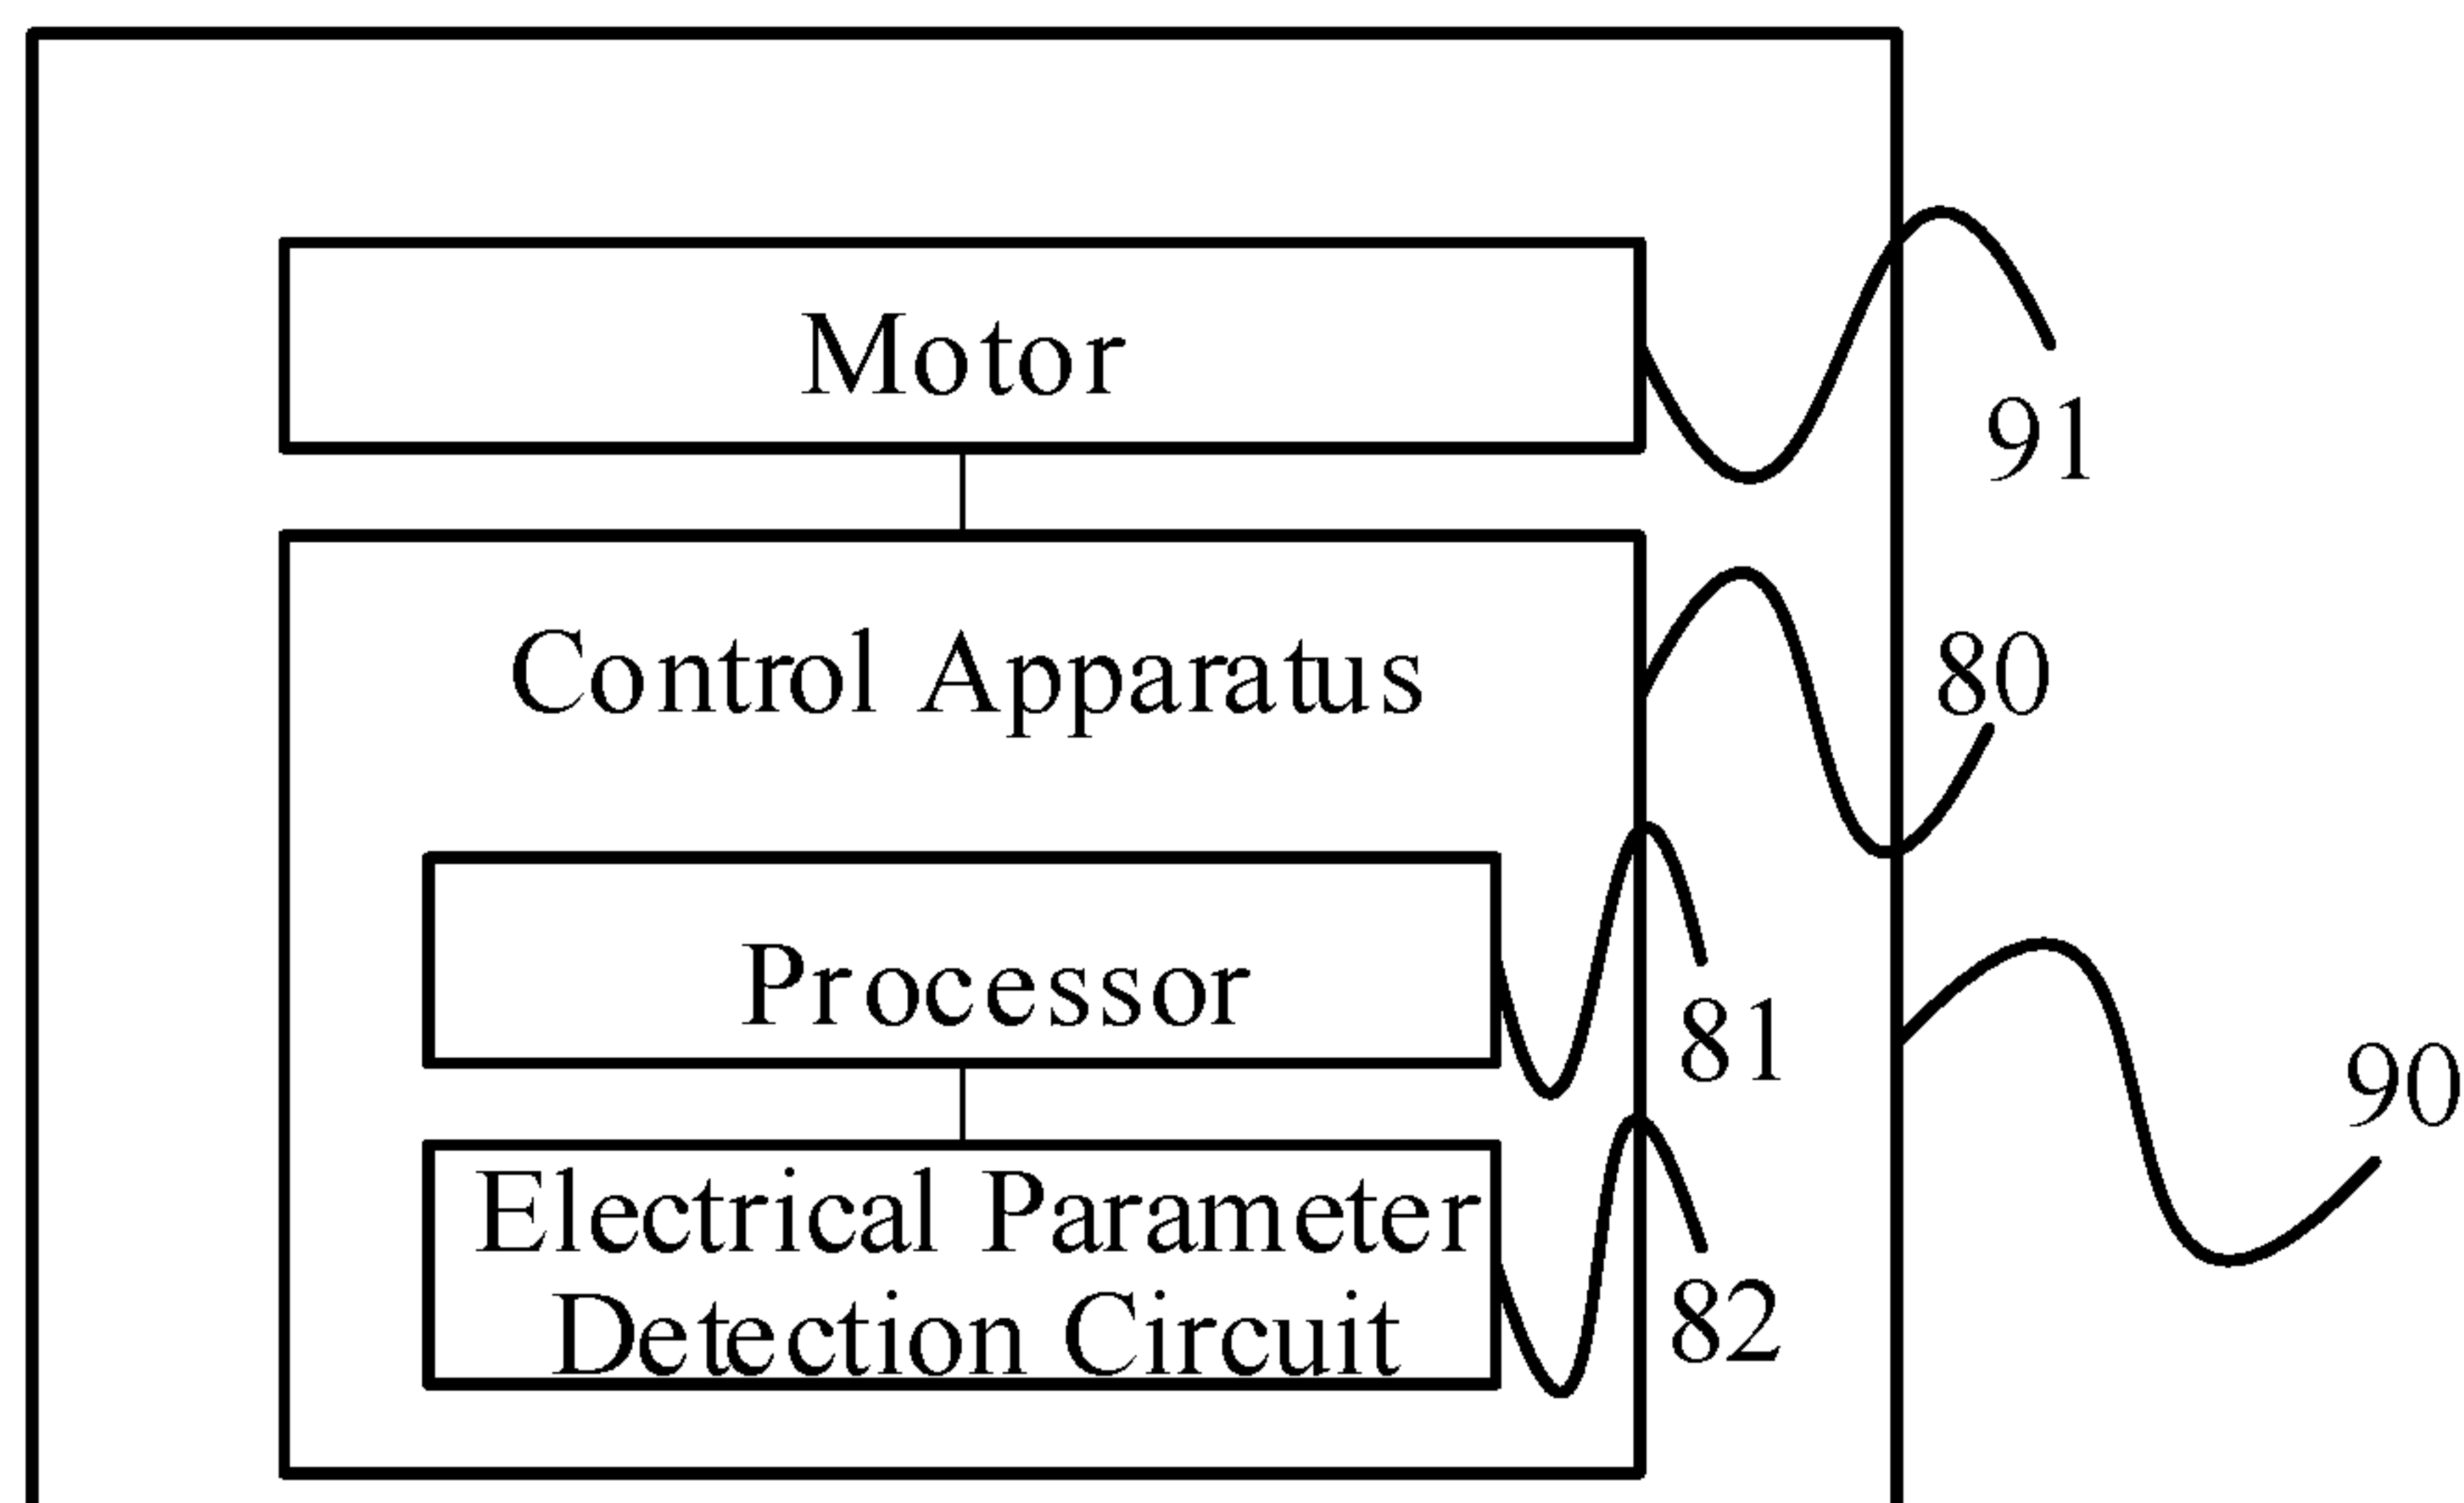 Motor
91
Control Apparatus
80
Processor
81
90
Electrical Parameter
Detection Circuit
82